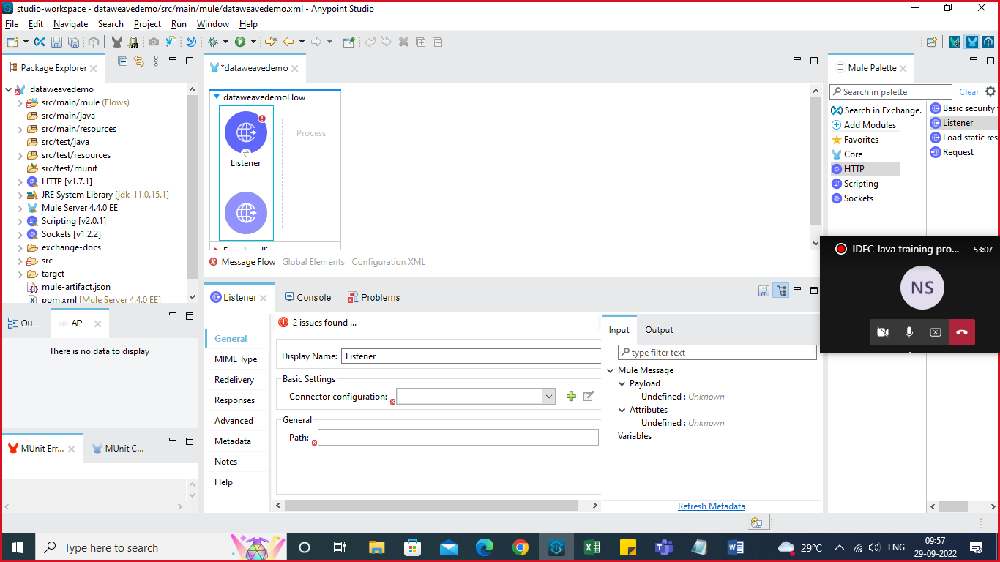 studio-workspace - dataweavedemo/src/main/mule/dataweavedemo.xml - Anypoint Studio
File Edit Navigate Search Project Run Window Help
Package Explorer
dataweavedemo
src/main/mule (Flows)
src/main/java
src/main/resources
src/test/java
src/test/resources
src/test/munit
HTTP [v1.7.1]
JRE System Library [jdk-11.0.15.1]
Mule Server 4.4.0 EE
Scripting [v2.0.1]
Sockets [v1.2.2]
exchange-docs
src
target
mule-artifact.json
pom.xml [Mule Server 4.4.0 EE]
Ou...
api AP...
There is no data to display
MUnit Err...
MUnit C...
*dataweavedemo
dataweavedemoFlow
Process
Listener
Message Flow Global Elements Configuration XML
Listener
Console
Problems
2 issues found ...
General
MIME Type
Redelivery
Responses
Advanced
Metadata
Notes
Help
Display Name: Listener
Basic Settings
Connector configuration:
General
Path:
Input
Output
type filter text
Mule Message
Payload
Undefined : Unknown
Attributes
Undefined : Unknown
Variables
Refresh Metadata
Mule Palette
Search in palette
Clear
Search in Exchange.
Add Modules
Favorites
Core
HTTP
Scripting
Sockets
Basic security
Listener
Load static res
Request
IDFC Java training pro... 53:07
NS
Type here to search
29°C
ENG
09:57
29-09-2022